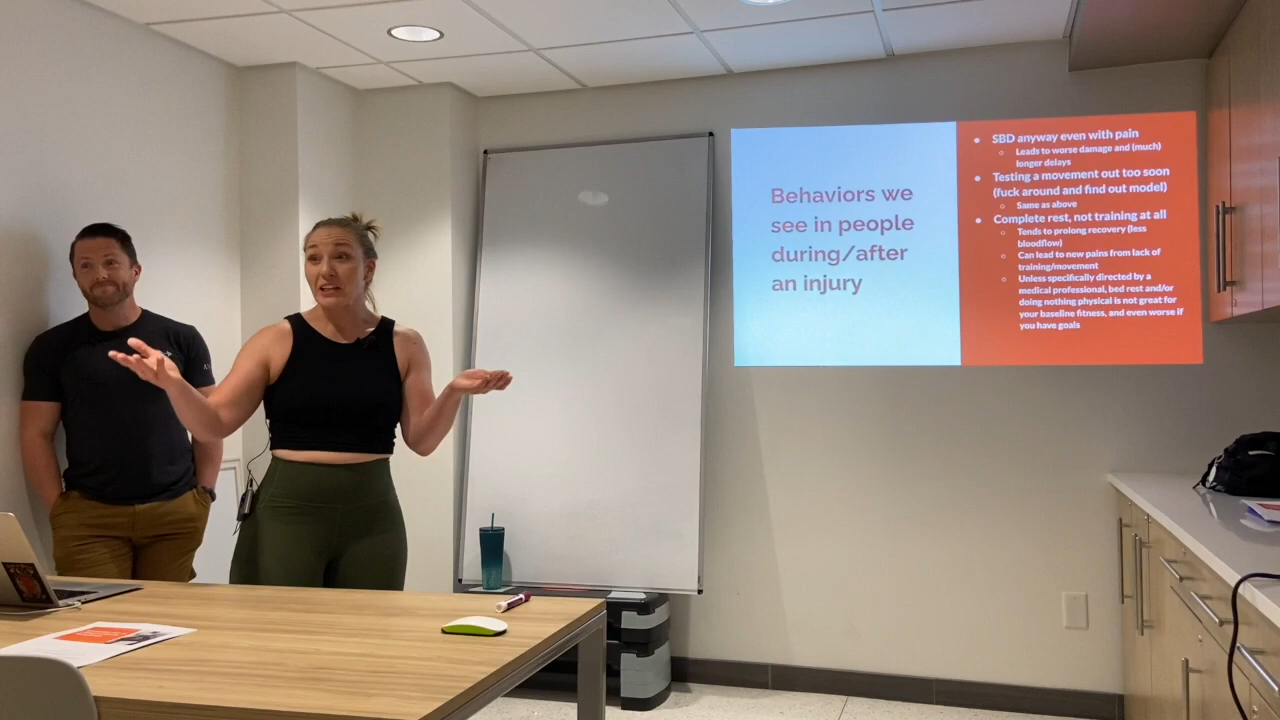 Behaviors we
see in people
during/after
an injury
SBD anyway even with pain
Leads to worse damage and (much)
longer delays
Testing a movement out too soon
(fuck around and find out model)
Same as above
Complete rest, not training at all
Tends to prolong recovery (less
bloodflow)
Can lead to new pains from lack of
training/movement
Unless specifically directed by a
medical professional, bed rest and/or
doing nothing physical is not great for
your baseline fitness, and even worse if
you have goals